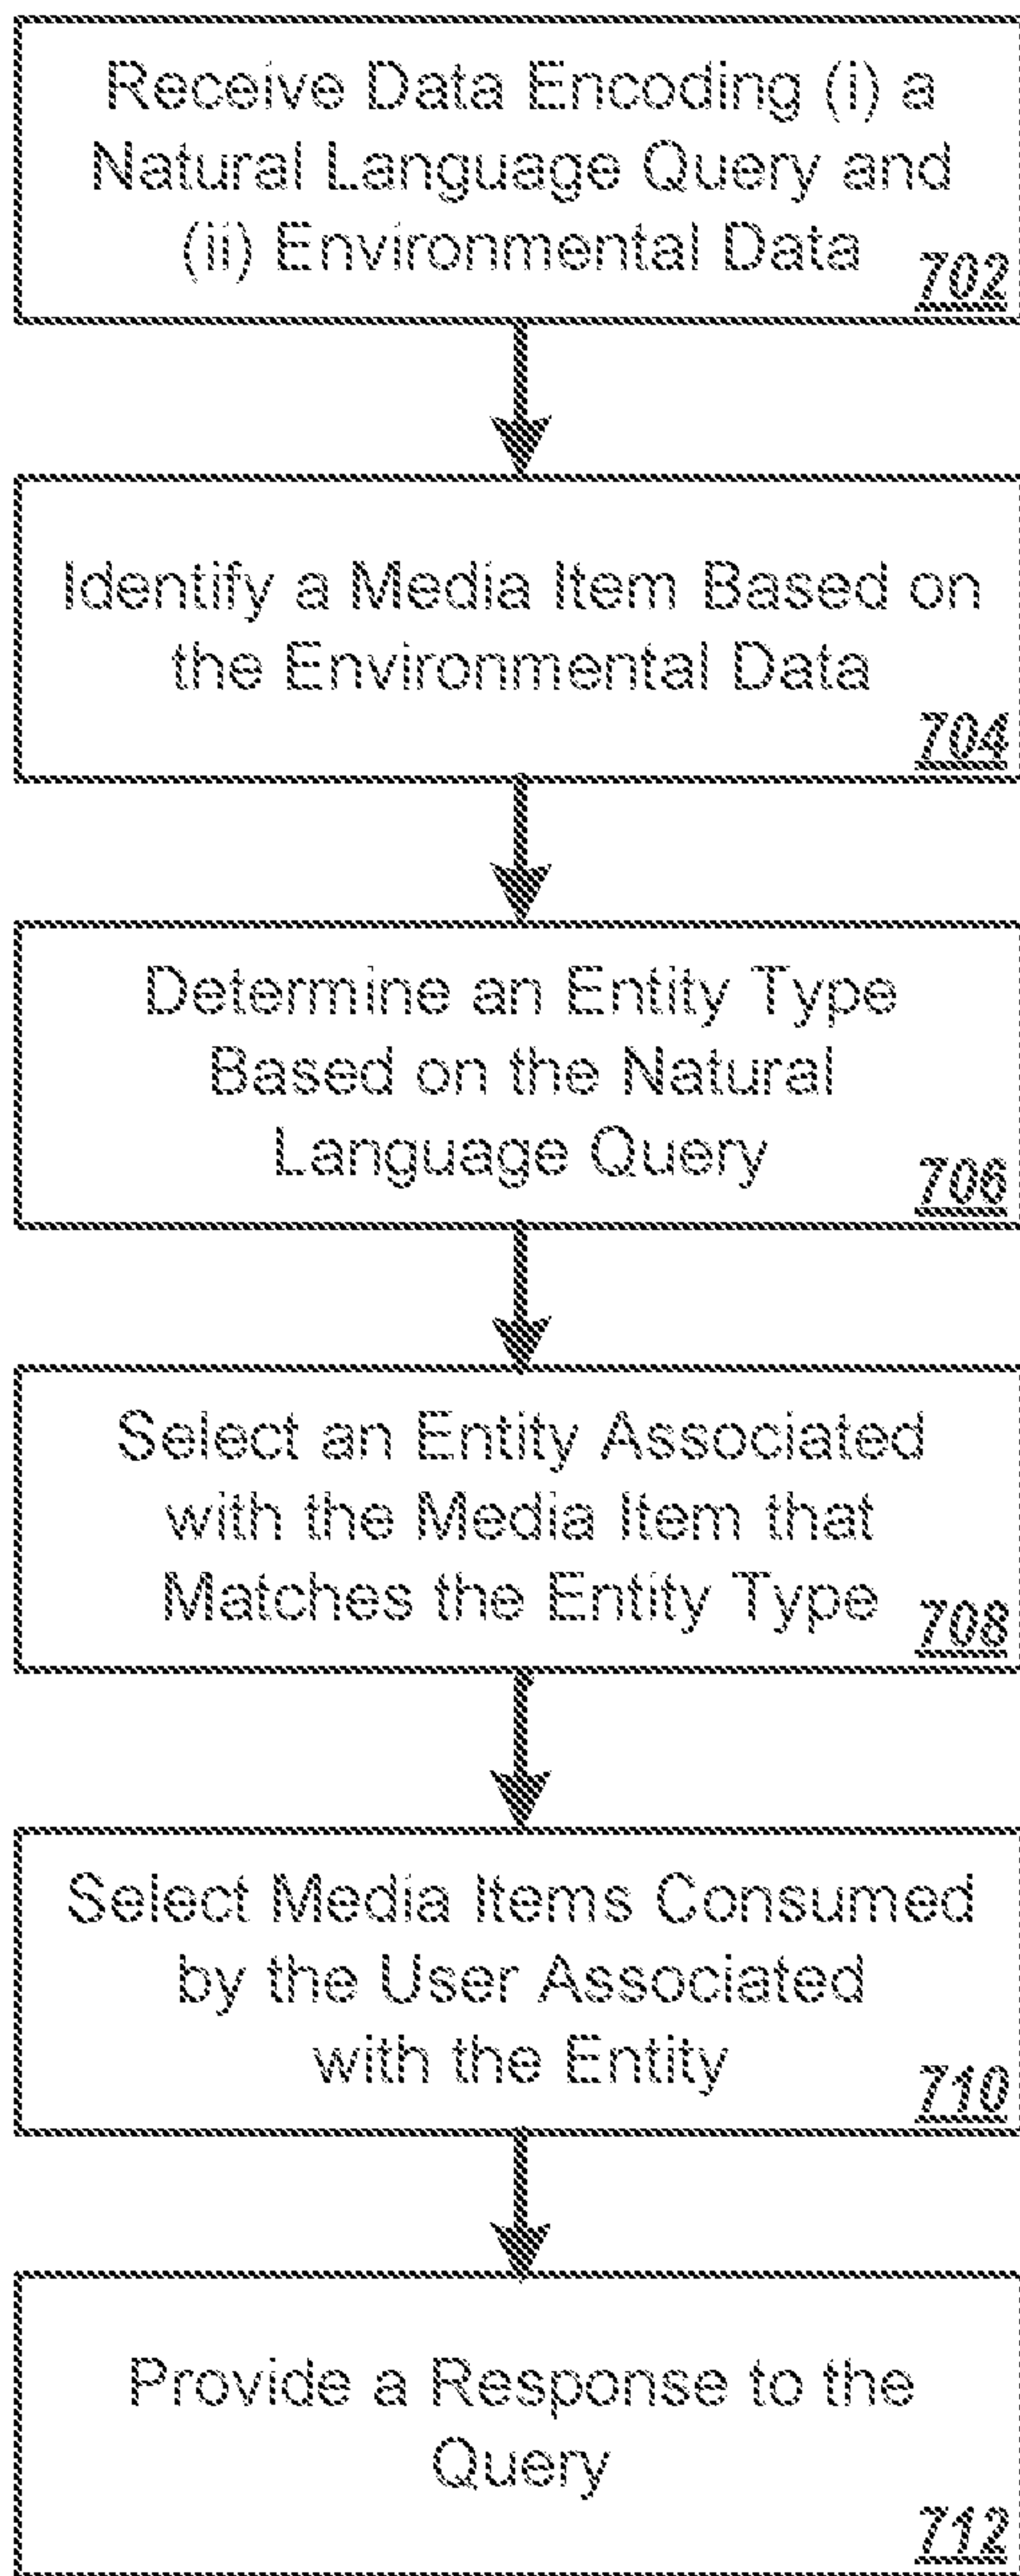 Receive Data Encoding (i) a
Natural Language Query and
(ii) Environmental Data
702
Identify a Media Item Based on
the Environmental Data
704
Determine an Entity Type
Based on the Natural
Language Query
706
Select an Entity Associated
with the Media Item that
Matches the Entity Type
708
Select Media Items Consumed
by the User Associated
with the Entity
710
Provide a Response to the
Query
712